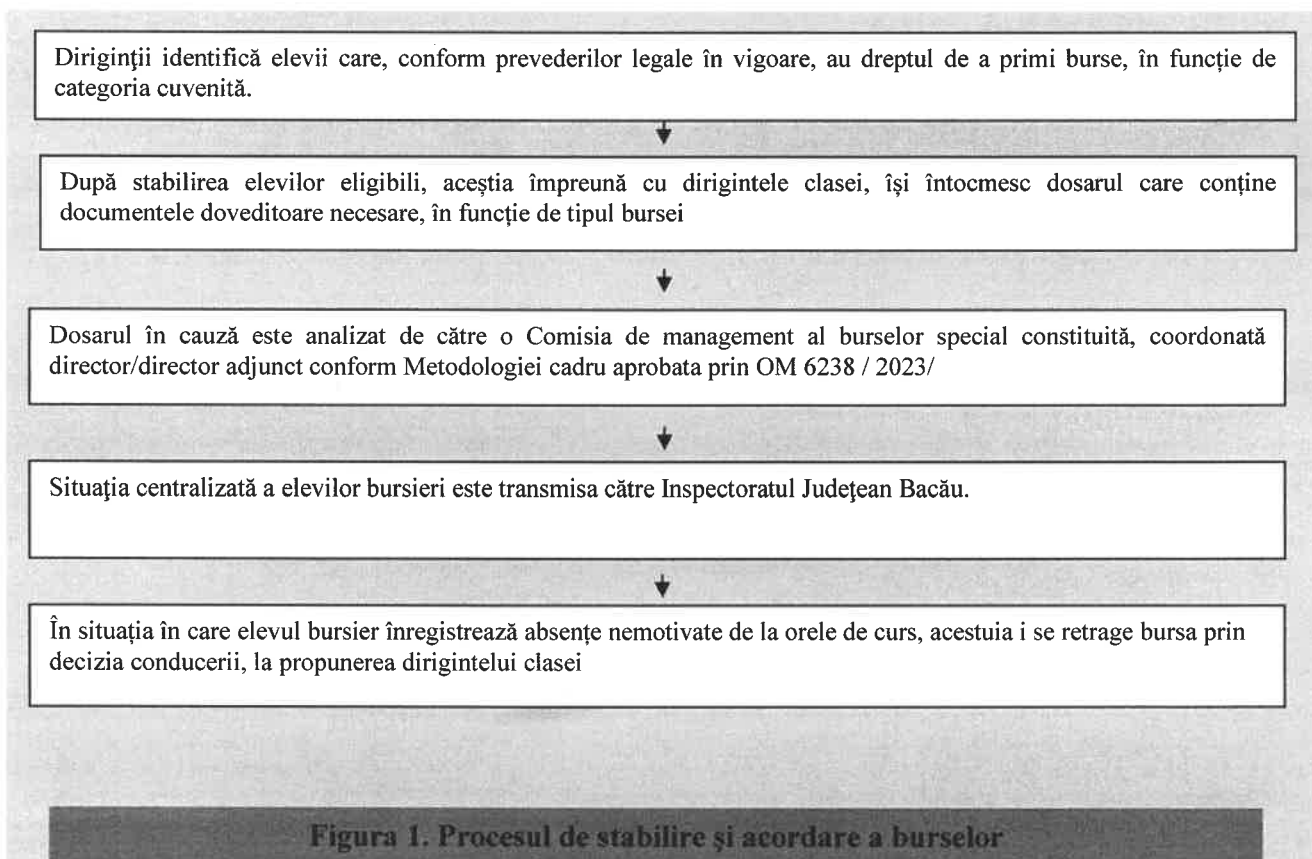 Diriginţii identifică elevii care, conform prevederilor legale în vigoare, au dreptul de a primi burse, în funcție de
categoria cuvenită.
După stabilirea elevilor eligibili, aceștia împreună cu dirigintele clasei, își întocmesc dosarul care conține
documentele doveditoare necesare, în funcție de tipul bursei
Dosarul în cauză este analizat de către o Comisia de management al burselor special constituită, coordonată
director/director adjunct conform Metodologiei cadru aprobata prin OM 6238 / 2023/
Situaţia centralizată a elevilor bursieri este transmisa către Inspectoratul Judeţean Bacău.
În situația în care elevul bursier înregistrează absențe nemotivate de la orele de curs, acestuia i se retrage bursa prin
decizia conducerii, la propunerea dirigintelui clasei
Figura 1. Procesul de stabilire şi acordare a burselor